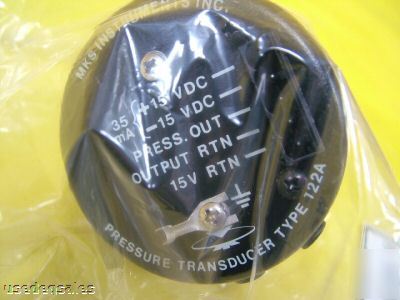 MKS INSTRUMENTS INC.
35 mA
+15 VDC
-15 VDC
PRESS. OUT
OUTPUT RTN
15V RTN
PRESSURE TRANSDUCER TYPE 122A
usedeqsales